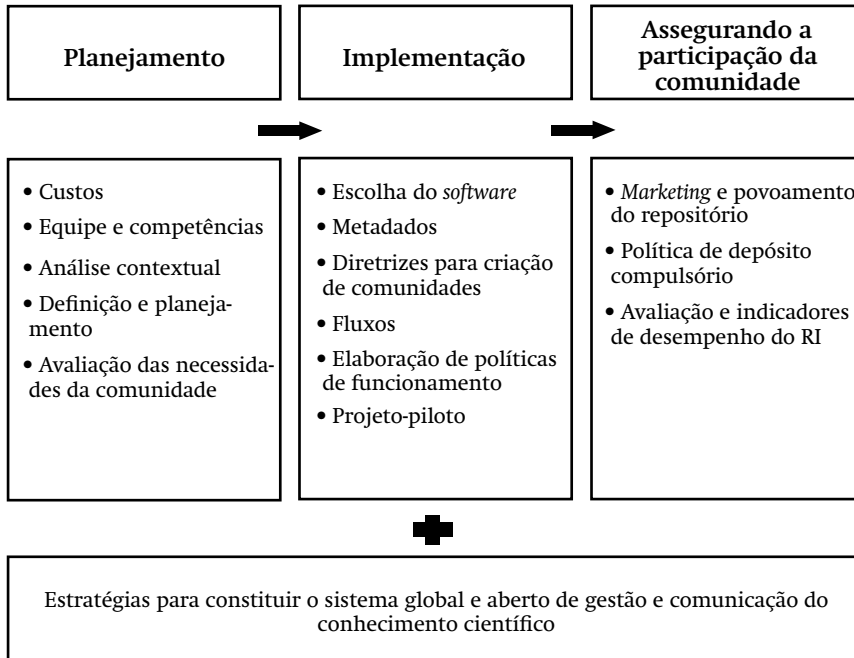 Planejamento
Implementação
Assegurando a
participação da
comunidade
• Custos
• Equipe e competências
• Análise contextual
• Definição e planeja-
mento
• Avaliação das necessida-
des da comunidade
• Escolha do software
• Metadados
• Diretrizes para criação
de comunidades
• Fluxos
• Elaboração de políticas
de funcionamento
• Projeto-piloto
• Marketing e povoamento
do repositório
• Política de depósito
compulsório
• Avaliação e indicadores
de desempenho do RI
Estratégias para constituir o sistema global e aberto de gestão e comunicação do
conhecimento científico